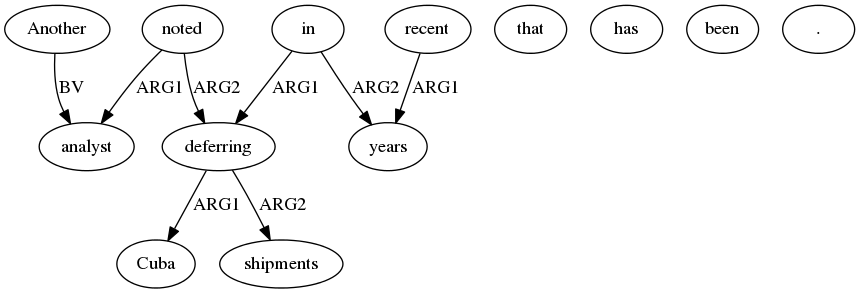 Another noted in recent that has been .
BV ARG1 ARG2 ARG1 ARG2 ARG1
analyst deferring years
ARG1 ARG2
Cuba shipments